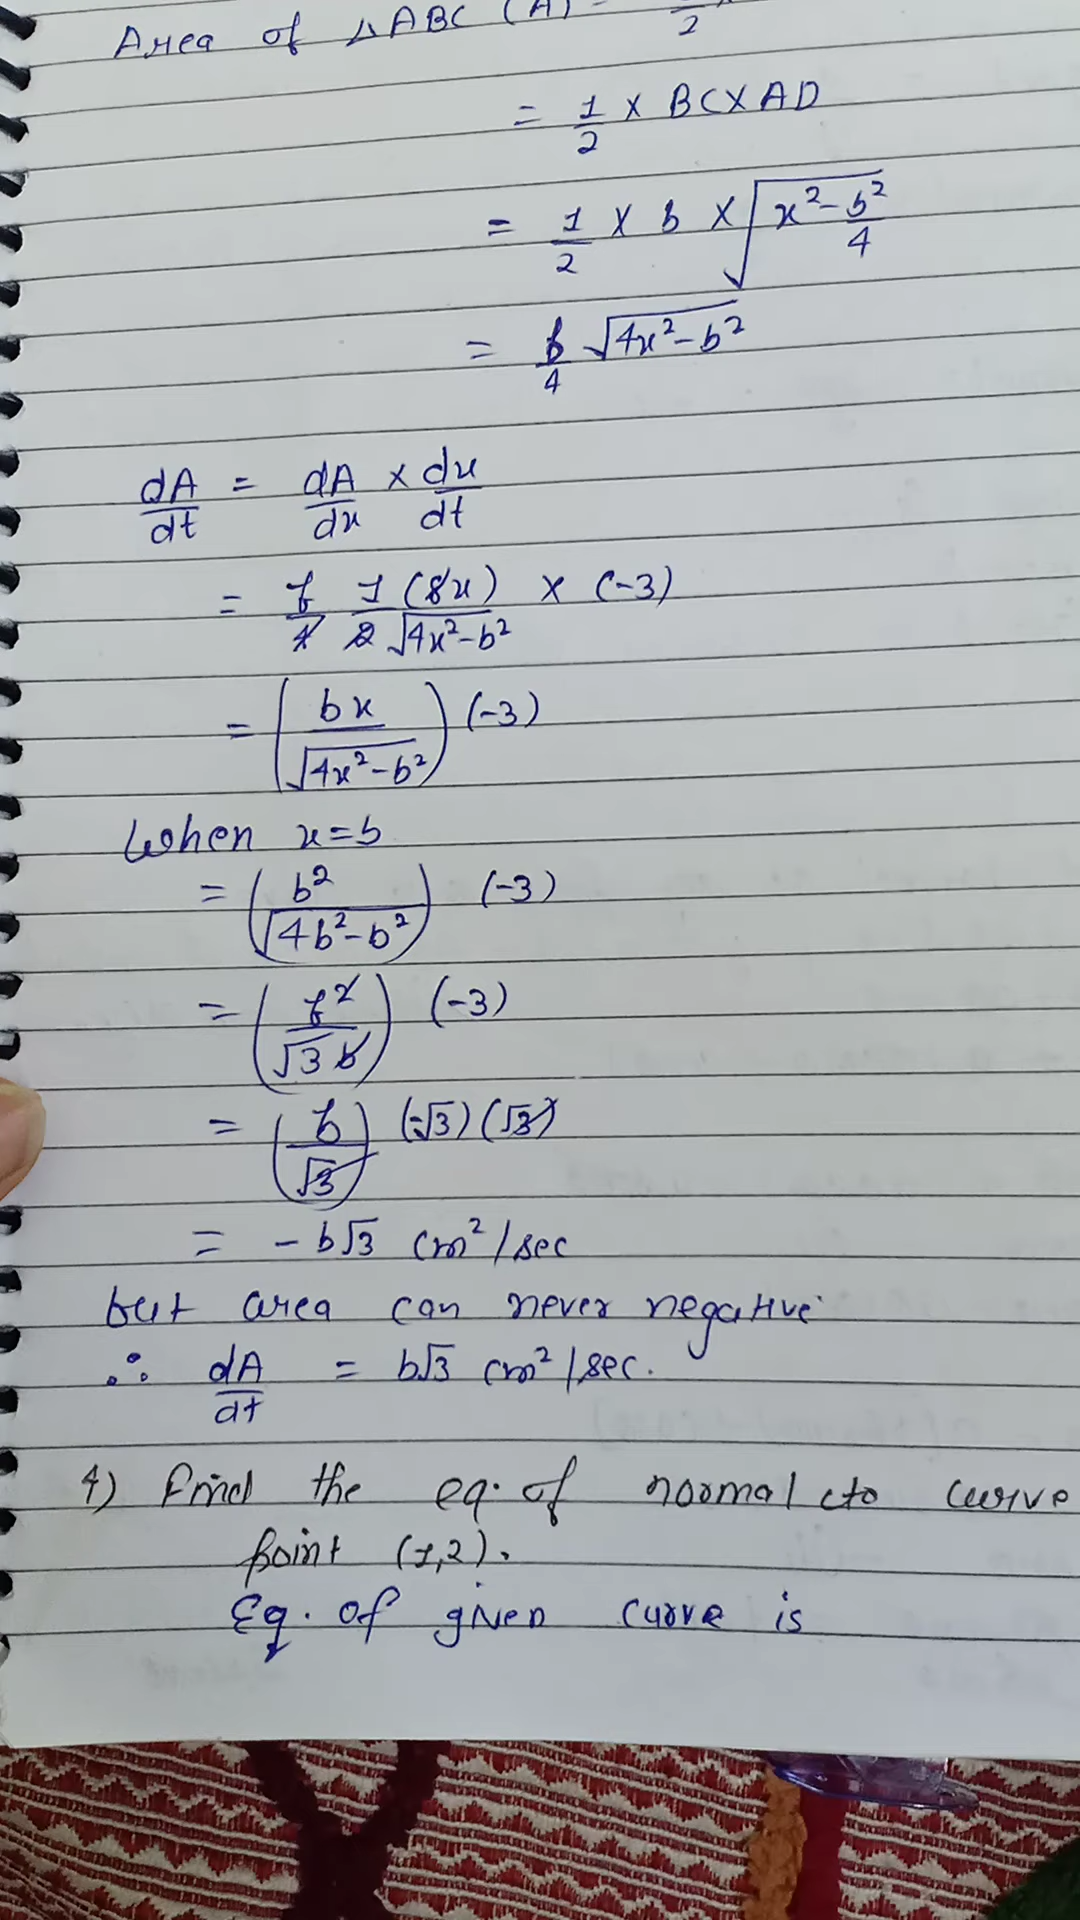 Area of △ABC (A) =
= 1/2 × BC × AD
= 1/2 × b × √(x² - b²/4)
= b/4 √(4x² - b²)
dA/dt = dA/dx × dx/dt
= b/4 1(8x)/2√(4x² - b²) × (-3)
= (bx/√(4x² - b²)) (-3)
When x = b
= (b²/√(4b² - b²)) (-3)
= (b²/√3 b) (-3)
= (b/√3) (-√3) (√3)
= - b√3 cm²/sec
but area can never negative
∴ dA/dt = b√3 cm²/sec.
4) Find the eq. of normal to curve
point (1,2).
Eq. of given curve is